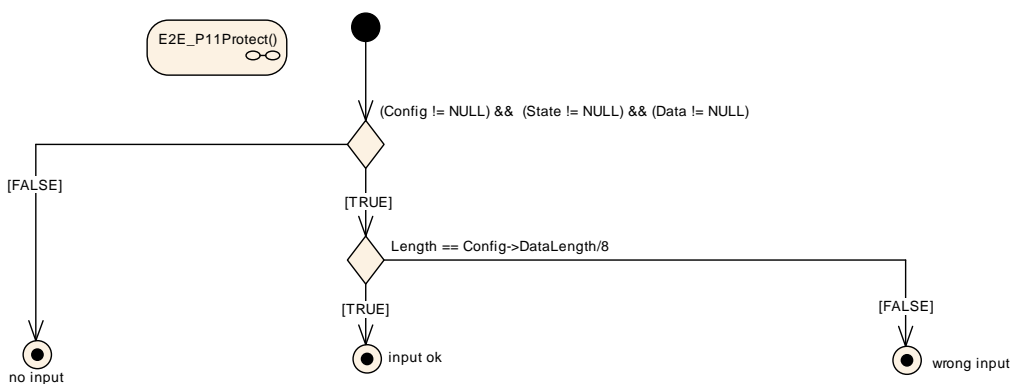 E2E_P11Protect()
(Config != NULL) && (State != NULL) && (Data != NULL)
[FALSE]
[TRUE]
Length == Config->DataLength/8
[TRUE]
[FALSE]
no input
input ok
wrong input